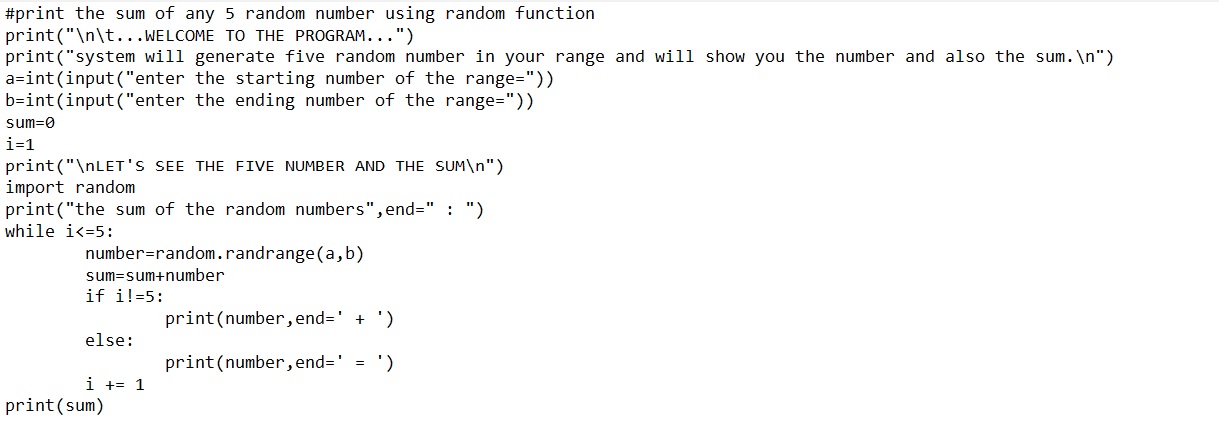 #print the sum of any 5 random number using random function
print("\n\t...WELCOME TO THE PROGRAM...")
print("system will generate five random number in your range and will show you the number and also the sum.\n")
a=int(input("enter the starting number of the range="))
b=int(input("enter the ending number of the range="))
sum=0
i=1
print("\nLET'S SEE THE FIVE NUMBER AND THE SUM\n")
import random
print("the sum of the random numbers",end=" : ")
while i<=5:
        number=random.randrange(a,b)
        sum=sum+number
        if i!=5:
                print(number,end=' + ')
        else:
                print(number,end=' = ')
        i += 1
print(sum)